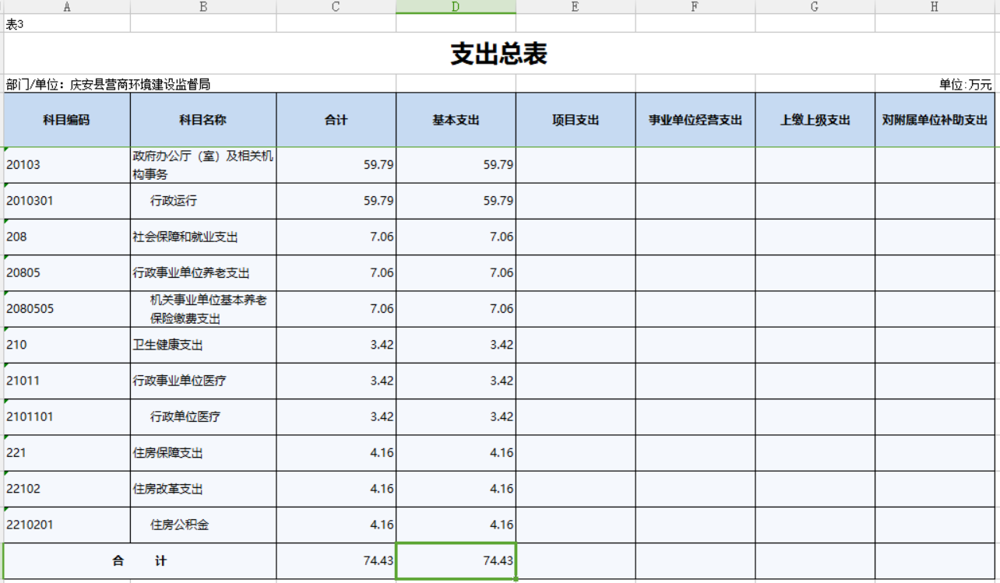 A B C D E F G H
表3
支出总表
部门/单位：庆安县营商环境建设监督局 单位:万元
科目编码 科目名称 合计 基本支出 项目支出 事业单位经营支出 上缴上级支出 对附属单位补助支出
20103 政府办公厅（室）及相关机 59.79 59.79
构事务
2010301 行政运行 59.79 59.79
208 社会保障和就业支出 7.06 7.06
20805 行政事业单位养老支出 7.06 7.06
2080505 机关事业单位基本养老 7.06 7.06
保险缴费支出
210 卫生健康支出 3.42 3.42
21011 行政事业单位医疗 3.42 3.42
2101101 行政单位医疗 3.42 3.42
221 住房保障支出 4.16 4.16
22102 住房改革支出 4.16 4.16
2210201 住房公积金 4.16 4.16
合 计 74.43 74.43